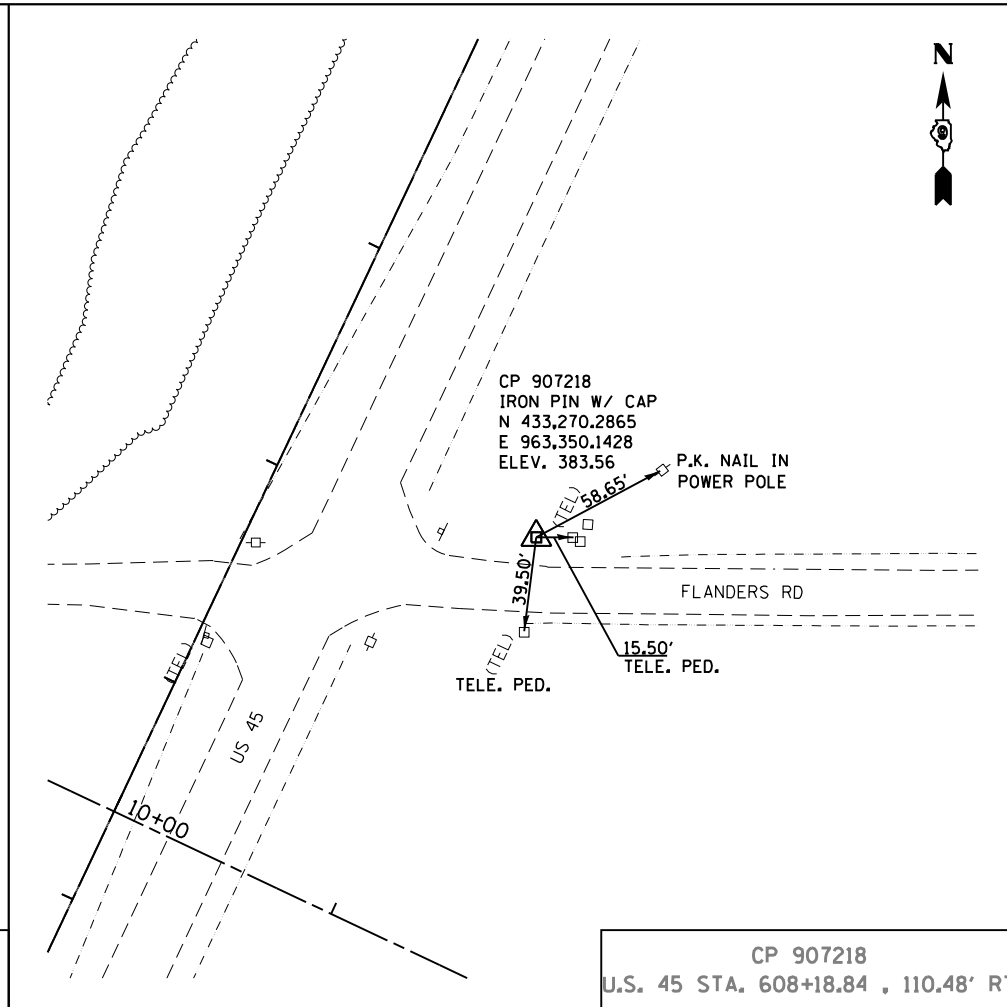 N
9
CP 907218
IRON PIN W/ CAP
N 433,270.2865
E 963,350.1428
ELEV. 383.56
P.K. NAIL IN
POWER POLE
58.65'
(TEL)
39.50'
FLANDERS RD
15.50'
TELE. PED.
(TEL)
TELE. PED.
(TEL)
US 45
10+00
CP 907218
U.S. 45 STA. 608+18.84 , 110.48' RT